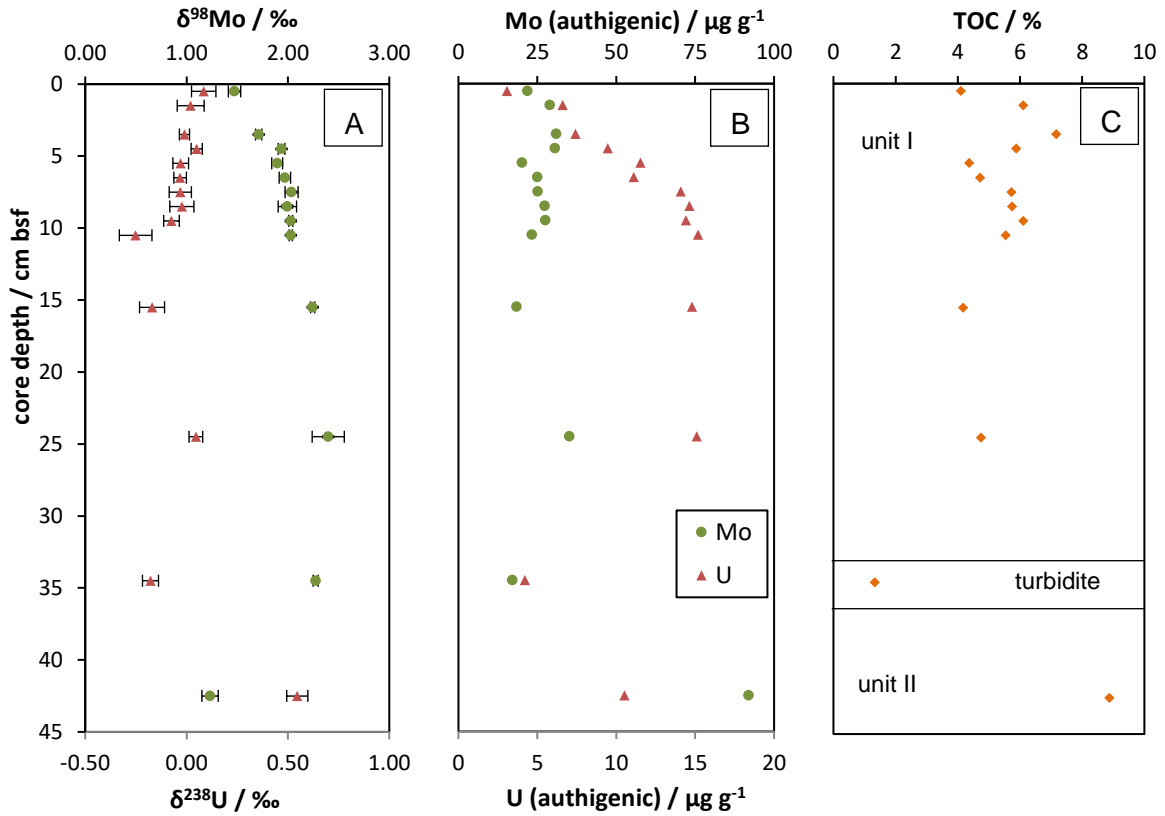 δ⁹⁸Mo / ‰
Mo (authigenic) / µg g⁻¹
TOC / %
0.00 1.00 2.00 3.00
0 25 50 75 100
0 2 4 6 8 10
core depth / cm bsf
0
5
10
15
20
25
30
35
40
45
A
B
C
unit I
Mo
U
turbidite
unit II
-0.50 0.00 0.50 1.00
0 5 10 15 20
δ²³⁸U / ‰
U (authigenic) / µg g⁻¹